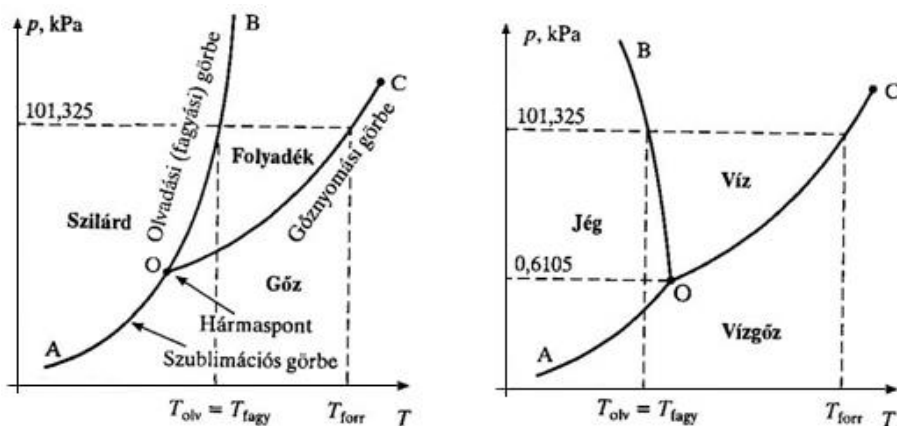 p, kPa
B
C
101,325
Olvadási (fagyási) görbe
Folyadék
Gőznyomási görbe
Szilárd
O
Gőz
Hármaspont
A
Szublimációs görbe
T_olv = T_fagy
T_forr
T
p, kPa
B
C
101,325
Víz
Jég
0,6105
O
Vízgőz
A
T_olv = T_fagy
T_forr
T